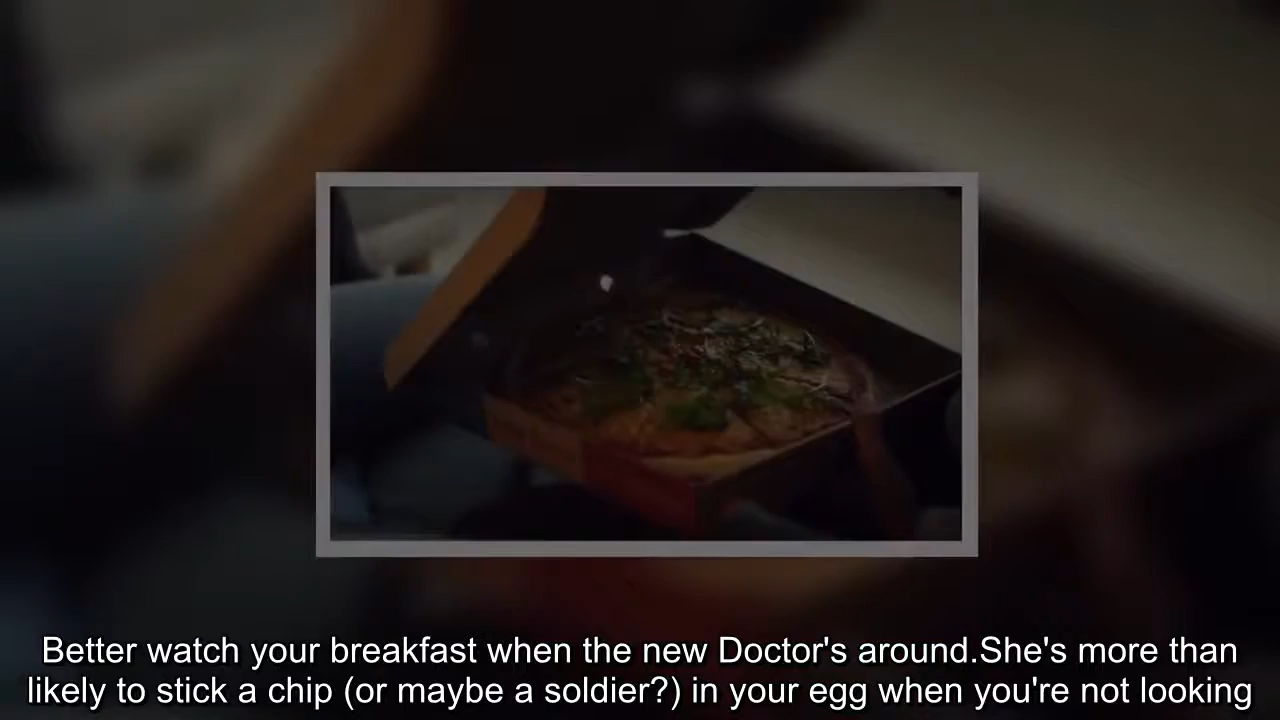 Better watch your breakfast when the new Doctor's around.She's more than
likely to stick a chip (or maybe a soldier?) in your egg when you're not looking